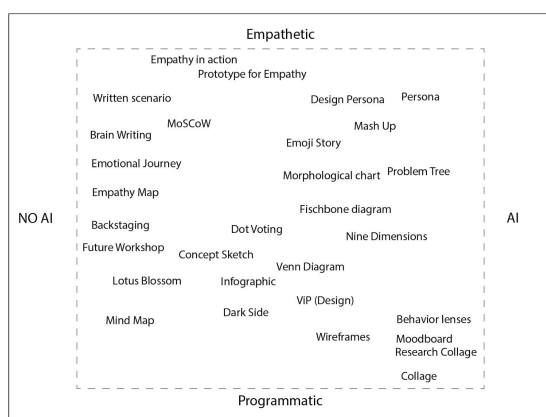 Empathetic
Empathy in action
Prototype for Empathy
Written scenario
Design Persona
Persona
MoSCoW
Mash Up
Brain Writing
Emoji Story
Emotional Journey
Morphological chart
Problem Tree
Empathy Map
Fischbone diagram
NO AI
AI
Backstaging
Dot Voting
Nine Dimensions
Future Workshop
Concept Sketch
Venn Diagram
Lotus Blossom
Infographic
ViP (Design)
Dark Side
Mind Map
Behavior lenses
Wireframes
Moodboard
Research Collage
Collage
Programmatic